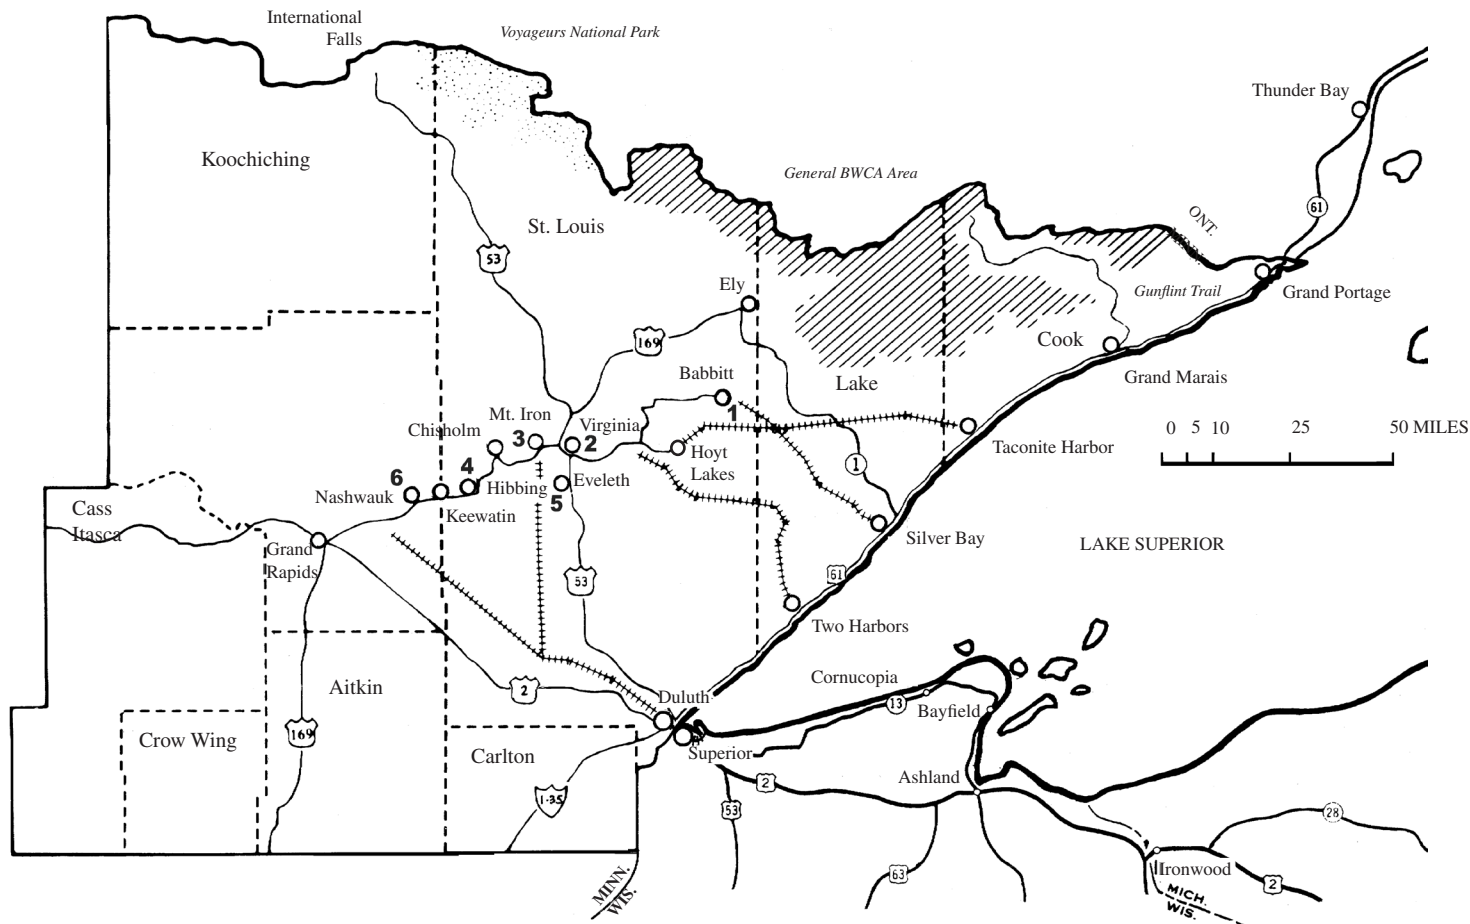 International
Falls
Voyageurs National Park
Thunder Bay
Koochiching
General BWCA Area
61
ONT.
St. Louis
53
Ely
Gunflint Trail
Grand Portage
169
Cook
Babbitt
Lake
Grand Marais
1
Mt. Iron
Virginia
Chisholm
3
2
0 5 10 25 50 MILES
Taconite Harbor
Hoyt
Lakes
4
6
1
Hibbing
Eveleth
Nashwauk
5
Keewatin
Cass
Itasca
Silver Bay
LAKE SUPERIOR
Grand
Rapids
53
61
Two Harbors
Cornucopia
Aitkin
2
Duluth
13
Bayfield
169
Crow Wing
Carlton
Superior
Ashland
2
I-35
53
28
63
Ironwood
2
MINN.
WIS.
MICH.
WIS.